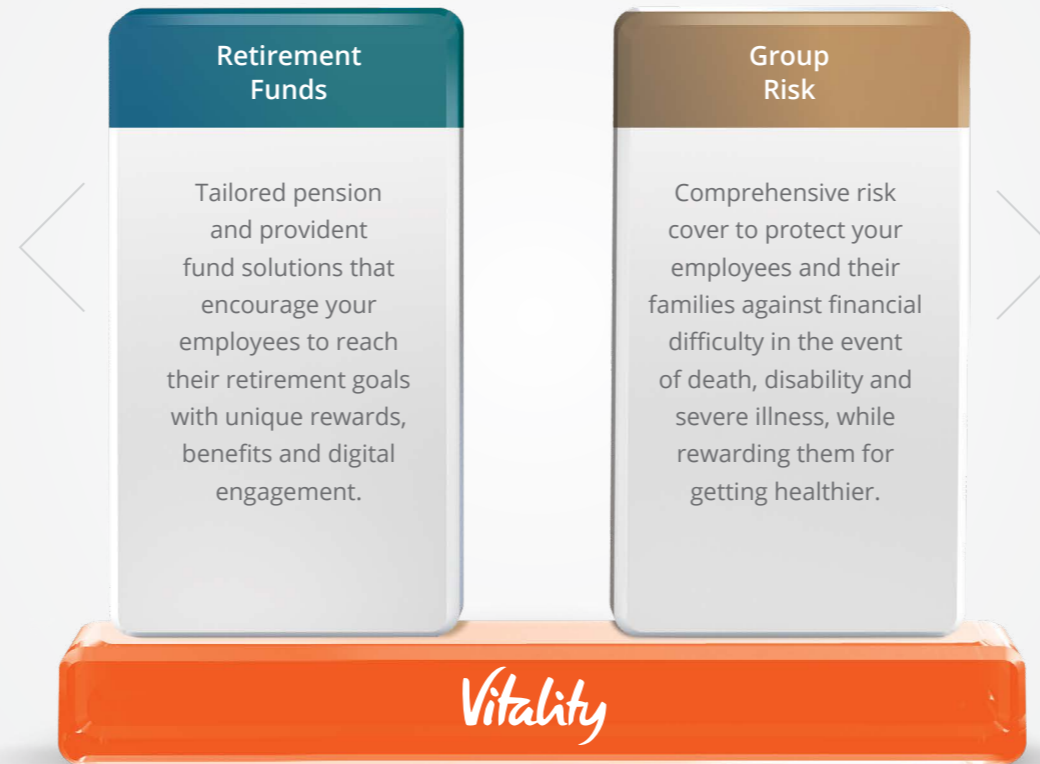 Retirement
Funds
Tailored pension
and provident
fund solutions that
encourage your
employees to reach
their retirement goals
with unique rewards,
benefits and digital
engagement.
Group
Risk
Comprehensive risk
cover to protect your
employees and their
families against financial
difficulty in the event
of death, disability and
severe illness, while
rewarding them for
getting healthier.
Vitality